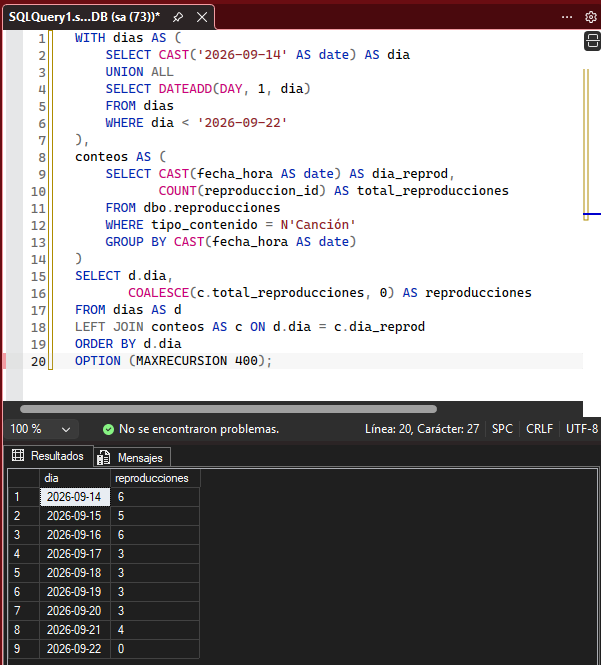 SQLQuery1.s...DB (sa (73))*
1 WITH dias AS (
2 SELECT CAST('2026-09-14' AS date) AS dia
3 UNION ALL
4 SELECT DATEADD(DAY, 1, dia)
5 FROM dias
6 WHERE dia < '2026-09-22'
7 ),
8 conteos AS (
9 SELECT CAST(fecha_hora AS date) AS dia_reprod,
10 COUNT(reproduccion_id) AS total_reproducciones
11 FROM dbo.reproducciones
12 WHERE tipo_contenido = N'Canción'
13 GROUP BY CAST(fecha_hora AS date)
14 )
15 SELECT d.dia,
16 COALESCE(c.total_reproducciones, 0) AS reproducciones
17 FROM dias AS d
18 LEFT JOIN conteos AS c ON d.dia = c.dia_reprod
19 ORDER BY d.dia
20 OPTION (MAXRECURSION 400);
100 % No se encontraron problemas. Línea: 20, Carácter: 27 SPC CRLF UTF-8
Resultados Mensajes
dia reproducciones
1 2026-09-14 6
2 2026-09-15 5
3 2026-09-16 6
4 2026-09-17 3
5 2026-09-18 3
6 2026-09-19 3
7 2026-09-20 3
8 2026-09-21 4
9 2026-09-22 0